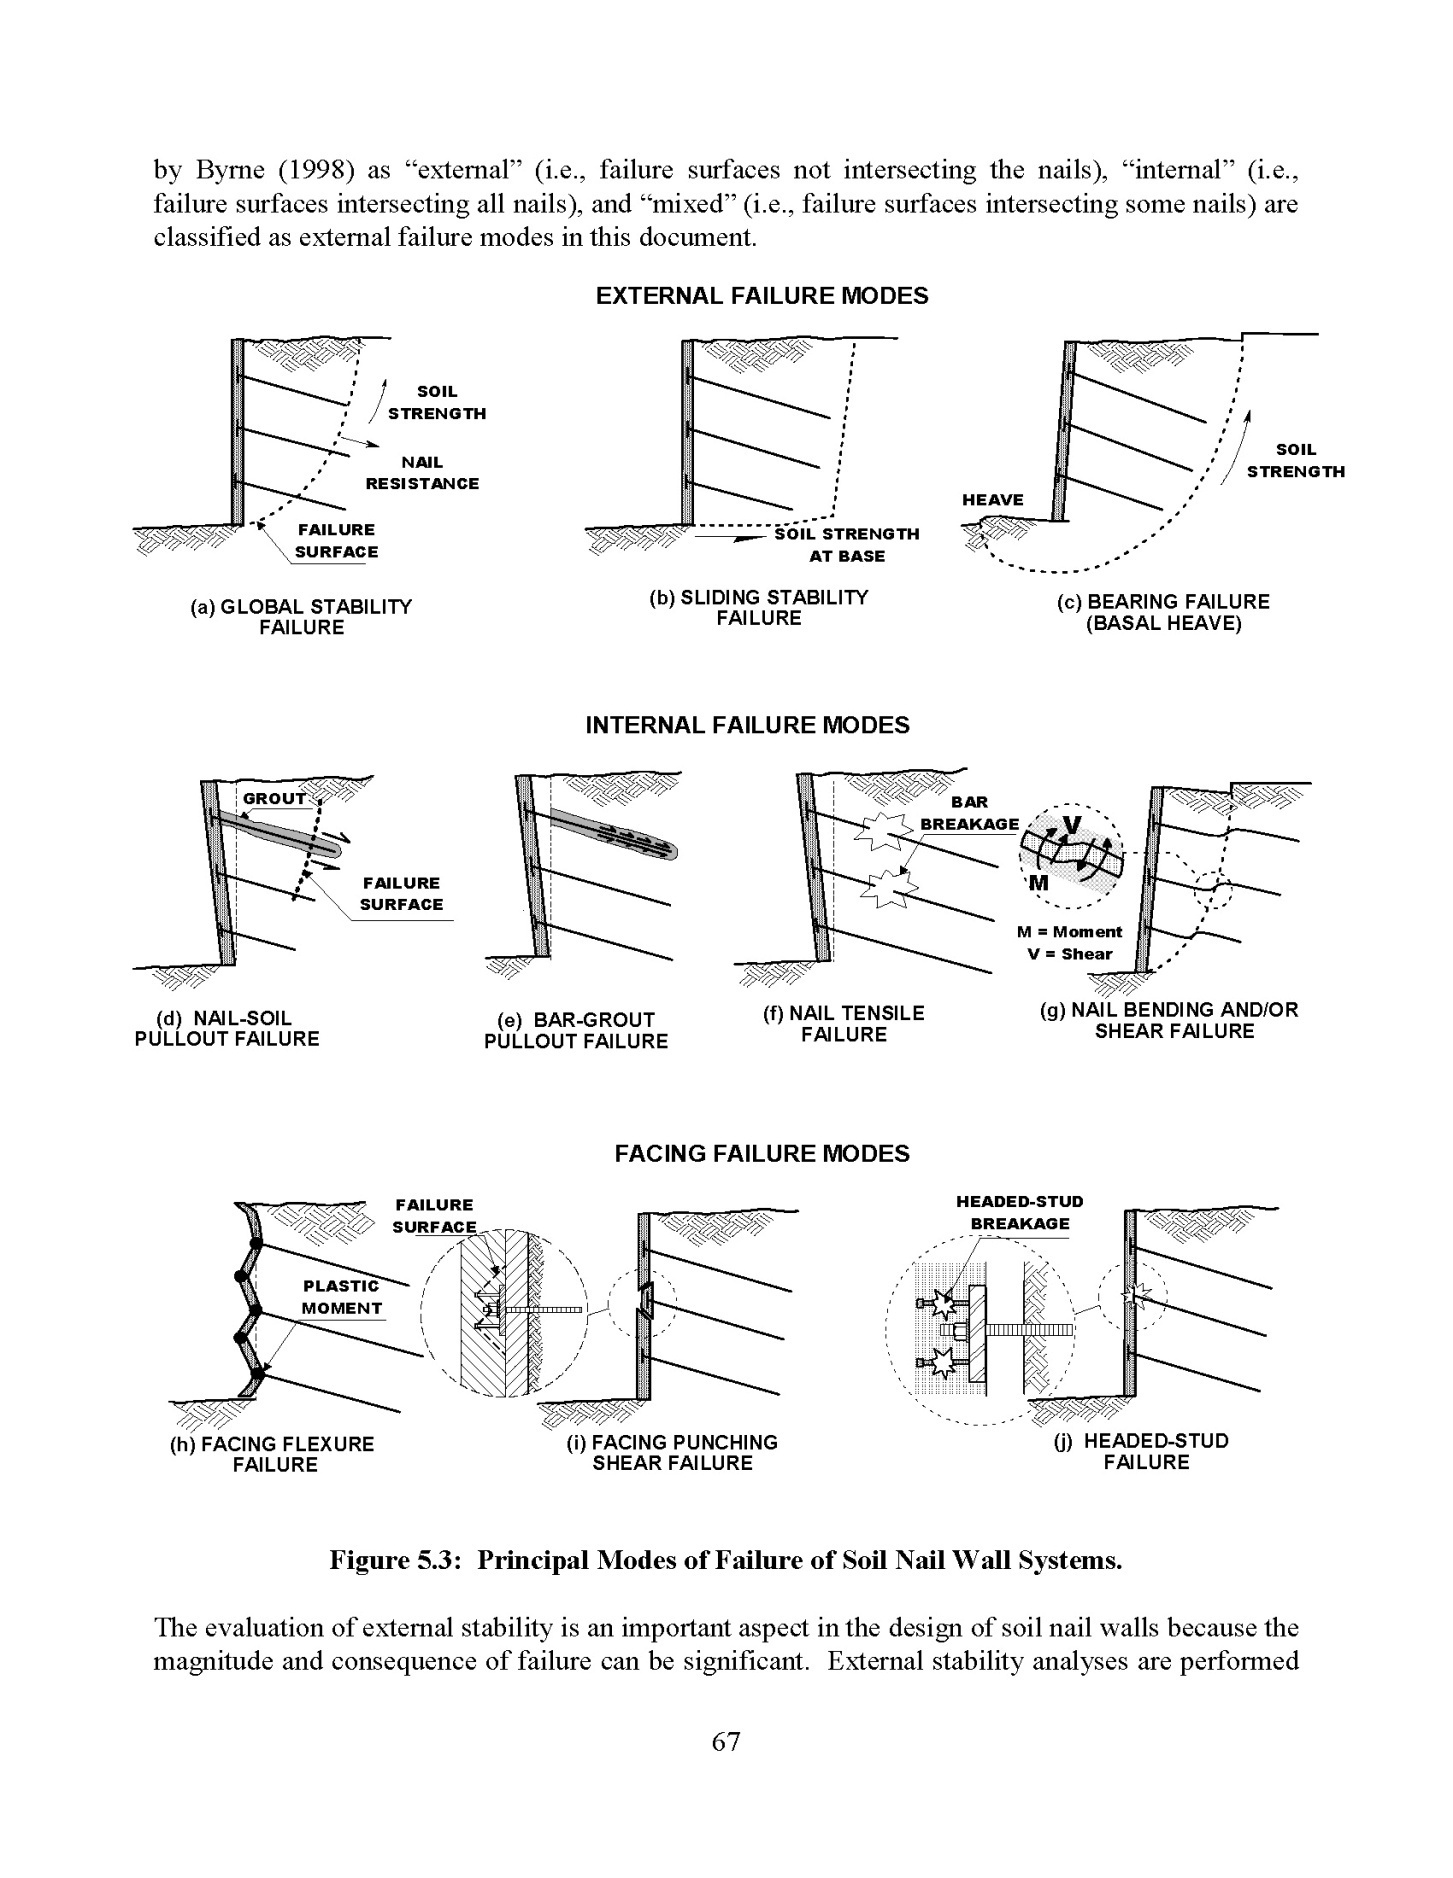 by Byrne (1998) as “external” (i.e., failure surfaces not intersecting the nails), “internal” (i.e.,
failure surfaces intersecting all nails), and “mixed” (i.e., failure surfaces intersecting some nails) are
classified as external failure modes in this document.
EXTERNAL FAILURE MODES
SOIL
STRENGTH
NAIL
RESISTANCE
FAILURE
SURFACE
(a) GLOBAL STABILITY
FAILURE
SOIL STRENGTH
AT BASE
(b) SLIDING STABILITY
FAILURE
HEAVE
SOIL
STRENGTH
(c) BEARING FAILURE
(BASAL HEAVE)
INTERNAL FAILURE MODES
GROUT
FAILURE
SURFACE
(d) NAIL-SOIL
PULLOUT FAILURE
(e) BAR-GROUT
PULLOUT FAILURE
BAR
BREAKAGE
(f) NAIL TENSILE
FAILURE
V
M
M = Moment
V = Shear
(g) NAIL BENDING AND/OR
SHEAR FAILURE
FACING FAILURE MODES
PLASTIC
MOMENT
(h) FACING FLEXURE
FAILURE
FAILURE
SURFACE
(i) FACING PUNCHING
SHEAR FAILURE
HEADED-STUD
BREAKAGE
(j) HEADED-STUD
FAILURE
Figure 5.3: Principal Modes of Failure of Soil Nail Wall Systems.
The evaluation of external stability is an important aspect in the design of soil nail walls because the
magnitude and consequence of failure can be significant. External stability analyses are performed
67